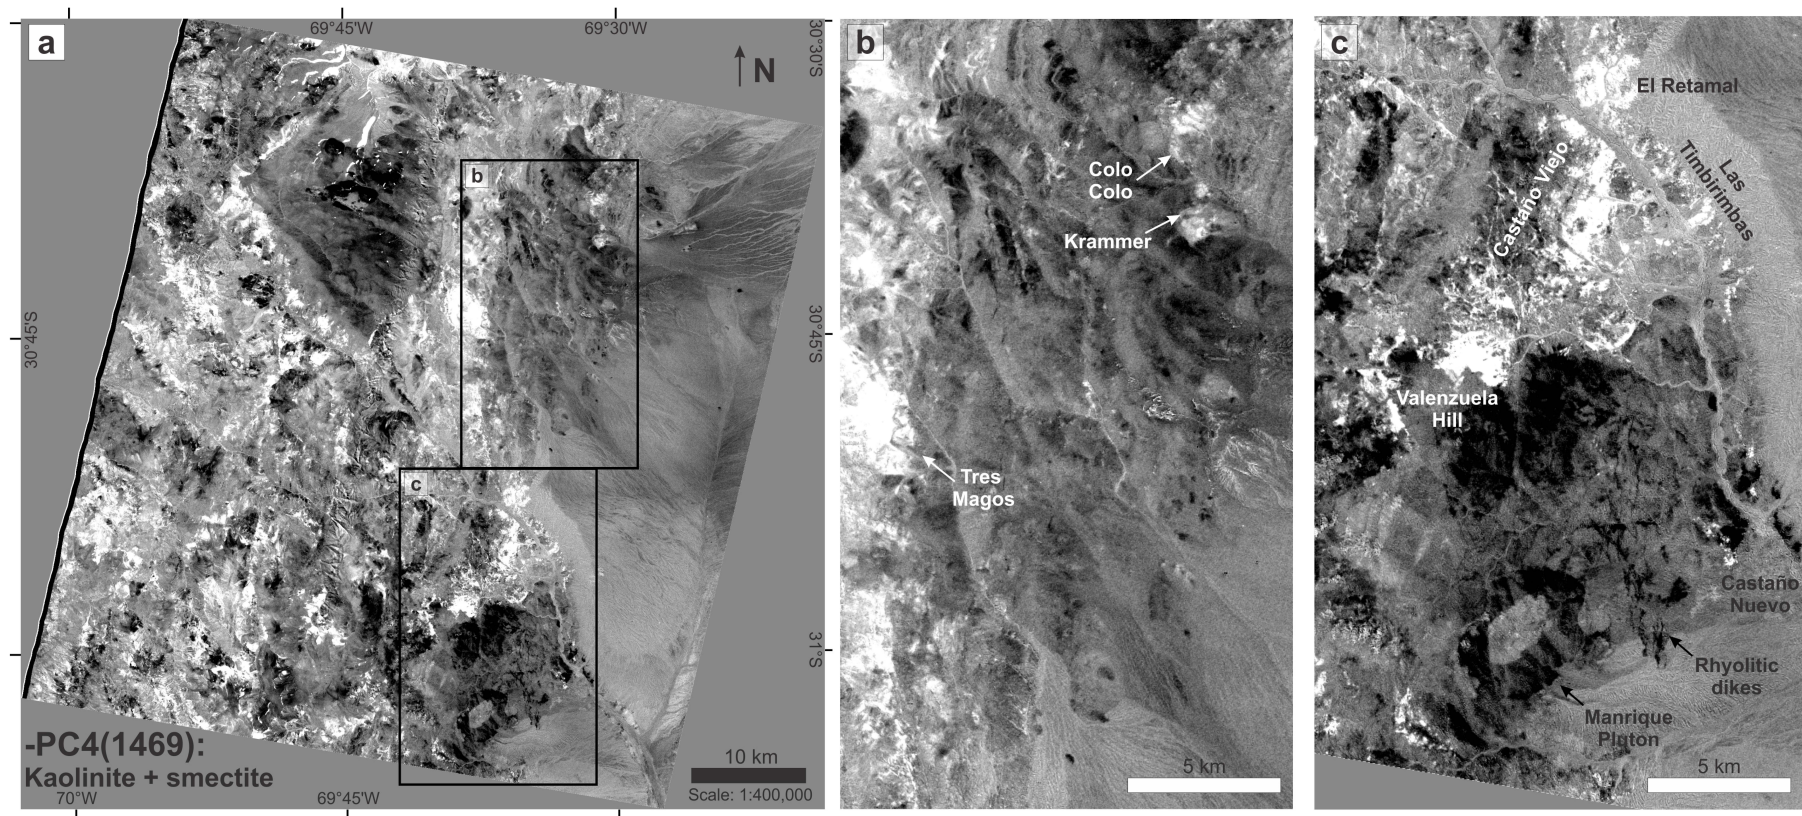 a
69°45'W
69°30'W
N
b
c
30°45'S
-PC4(1469):
Kaolinite + smectite
10 km
Scale: 1:400,000
70°W
69°45'W
30°30'S
30°45'S
31°S
b
Colo
Colo
Krammer
Tres
Magos
5 km
c
El Retamal
Las
Timbirimbas
Castaño Viejo
Valenzuela
Hill
Castaño
Nuevo
Rhyolitic
dikes
Manrique
Pluton
5 km